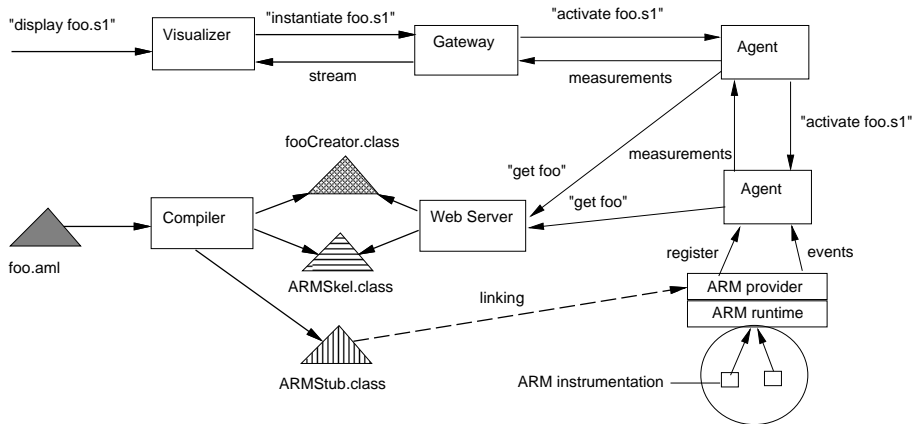 "display foo.s1"
Visualizer
"instantiate foo.s1"
stream
Gateway
"activate foo.s1"
measurements
Agent
"activate foo.s1"
measurements
fooCreator.class
"get foo"
"get foo"
Agent
foo.aml
Compiler
Web Server
ARMSkel.class
register
events
linking
ARM provider
ARM runtime
ARMStub.class
ARM instrumentation